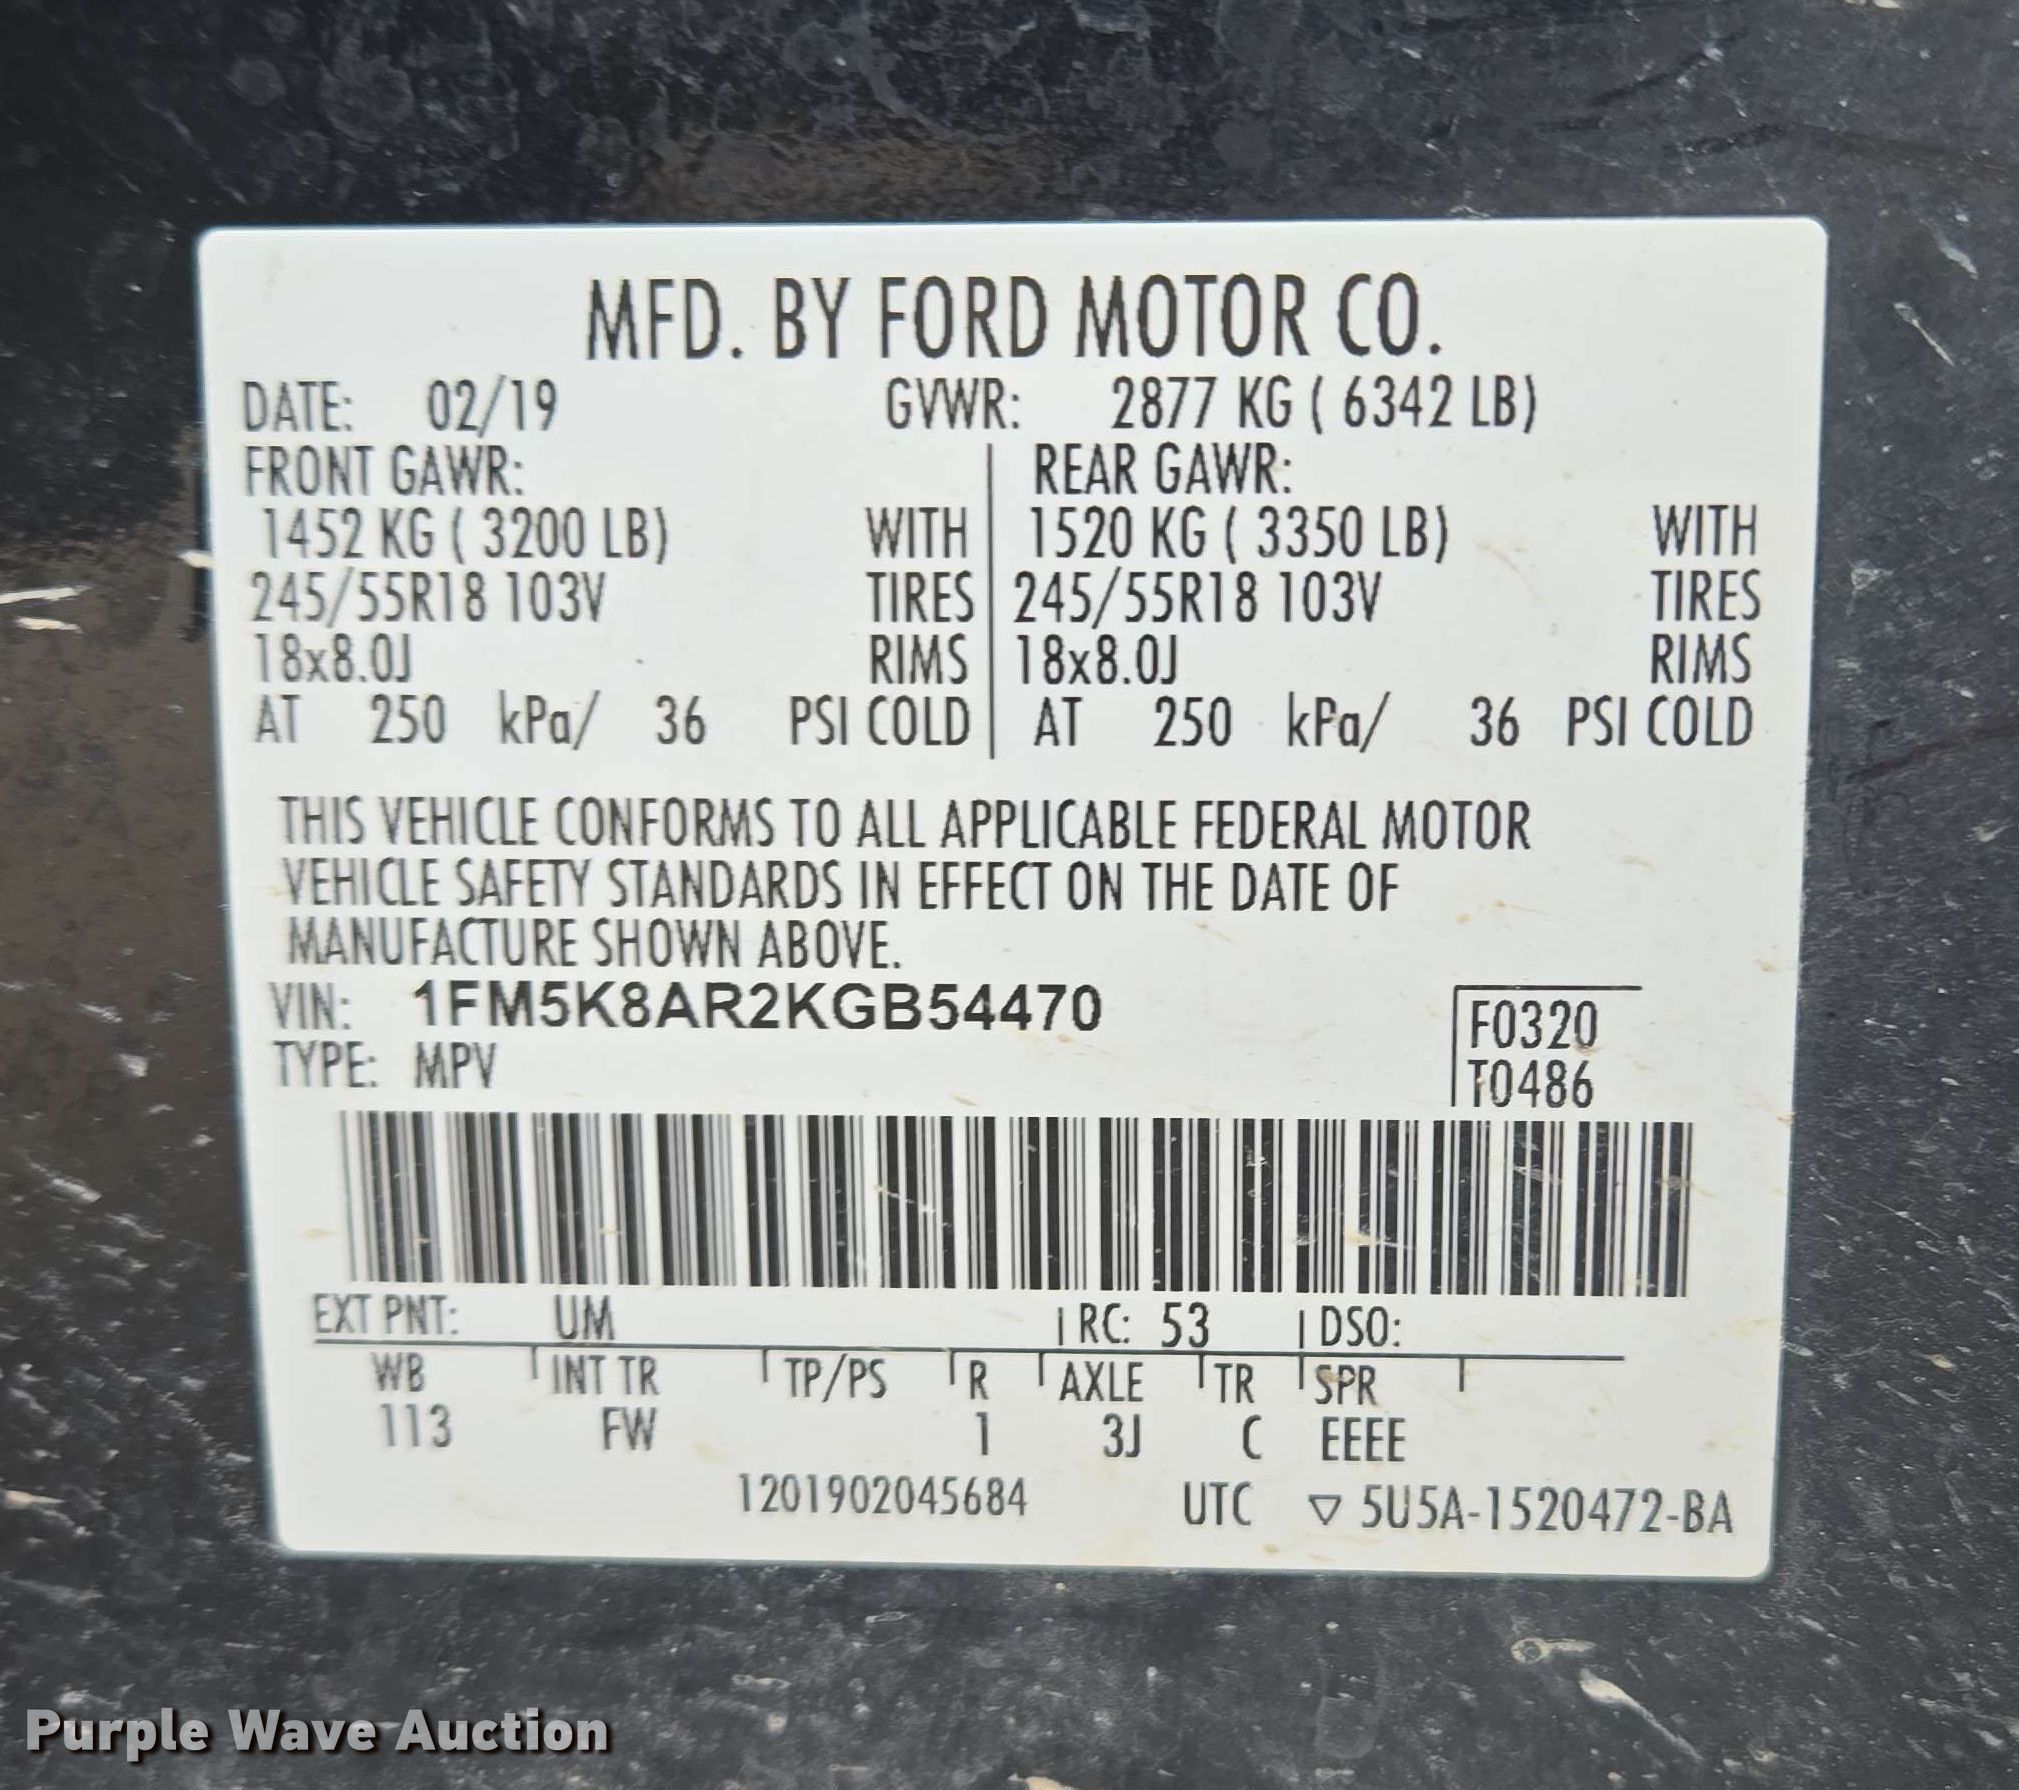 MFD. BY FORD MOTOR CO.
DATE: 02/19 GVWR: 2877 KG ( 6342 LB)
FRONT GAWR: REAR GAWR:
1452 KG ( 3200 LB) WITH 1520 KG ( 3350 LB) WITH
245/55R18 103V TIRES 245/55R18 103V TIRES
18x8.0J RIMS 18x8.0J RIMS
AT 250 kPa/ 36 PSI COLD AT 250 kPa/ 36 PSI COLD
THIS VEHICLE CONFORMS TO ALL APPLICABLE FEDERAL MOTOR
VEHICLE SAFETY STANDARDS IN EFFECT ON THE DATE OF
MANUFACTURE SHOWN ABOVE.
VIN: 1FM5K8AR2KGB54470 F0320
TYPE: MPV T0486
EXT PNT: UM RC: 53 DSO:
WB INT TR TP/PS R AXLE TR SPR
113 FW 1 3J C EEEE
1201902045684 UTC ▽ 5U5A-1520472-BA
Purple Wave Auction